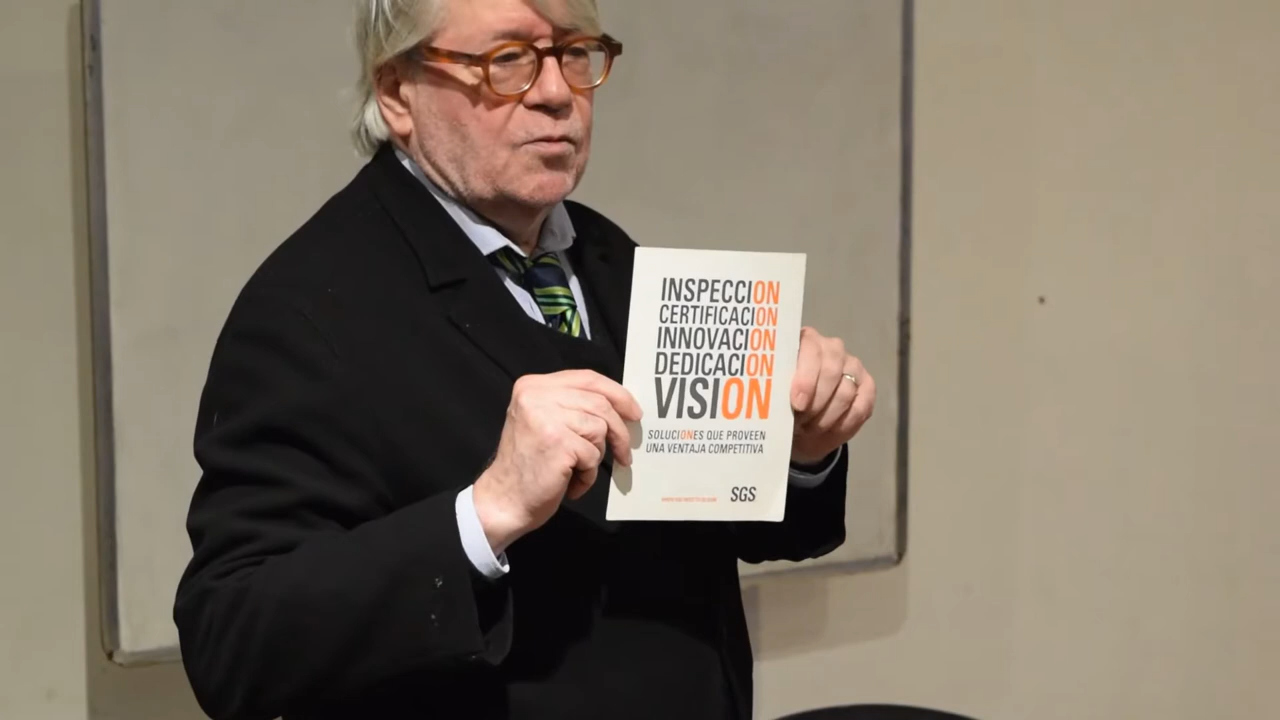 INSPECCION
CERTIFICACION
INNOVACION
DEDICACION
VISION
SOLUCIONES QUE PROVEEN
UNA VENTAJA COMPETITIVA
SGS